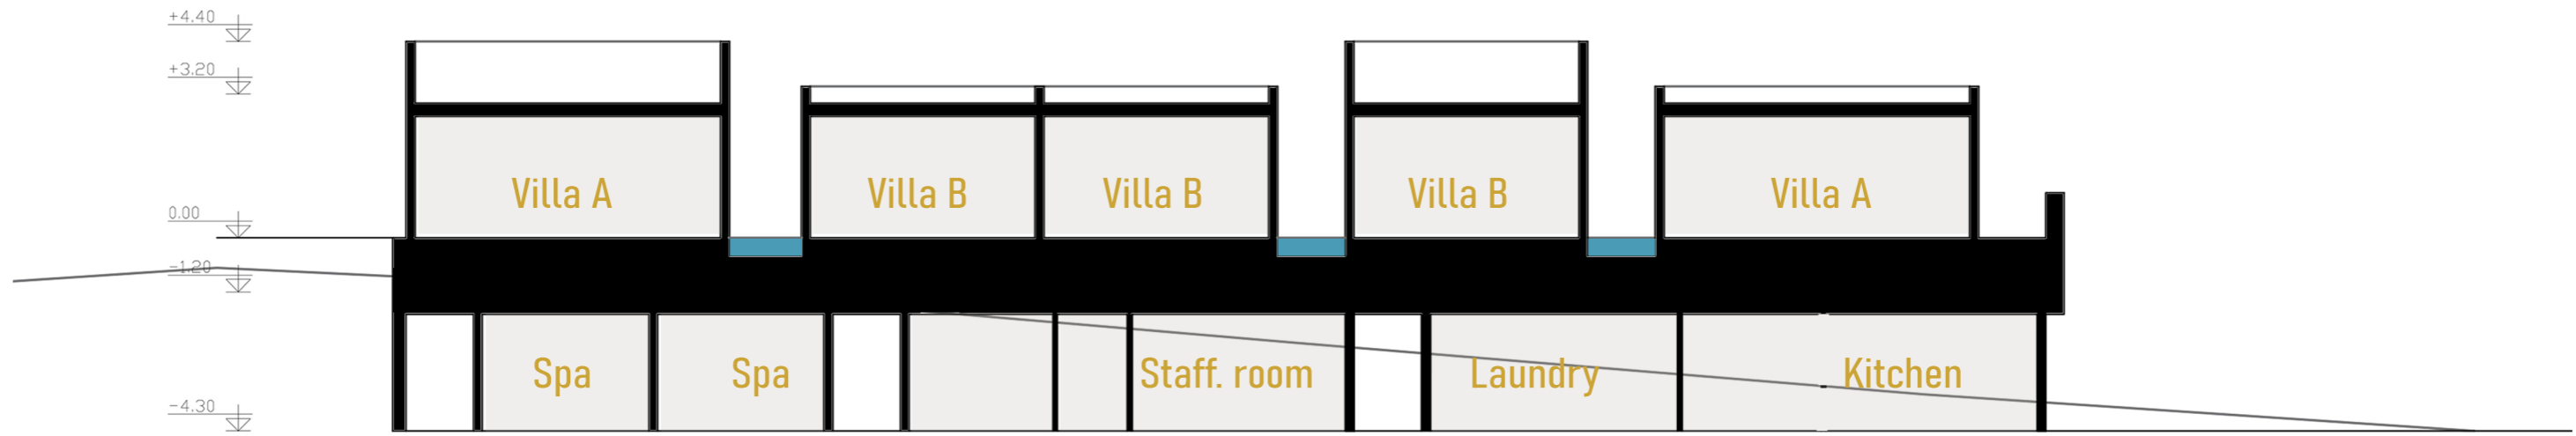 +4.40
+3.20
Villa A
Villa B
Villa B
Villa B
Villa A
0.00
-1.20
Spa
Spa
Staff. room
Laundry
Kitchen
-4.30